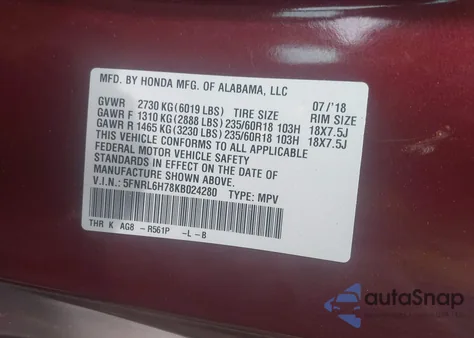 MFD. BY HONDA MFG. OF ALABAMA, LLC
07/'18
GVWR 2730 KG(6019 LBS) TIRE SIZE RIM SIZE
GAWR F 1310 KG(2888 LBS) 235/60R18 103H 18X7.5J
GAWR R 1465 KG(3230 LBS) 235/60R18 103H 18X7.5J
THIS VEHICLE CONFORMS TO ALL APPLICABLE
FEDERAL MOTOR VEHICLE SAFETY
STANDARDS IN EFFECT ON THE DATE OF
MANUFACTURE SHOWN ABOVE.
V.I.N.: 5FNRL6H78KB024280 TYPE: MPV
THR K AG8 -R561P -L -B
autoSnap